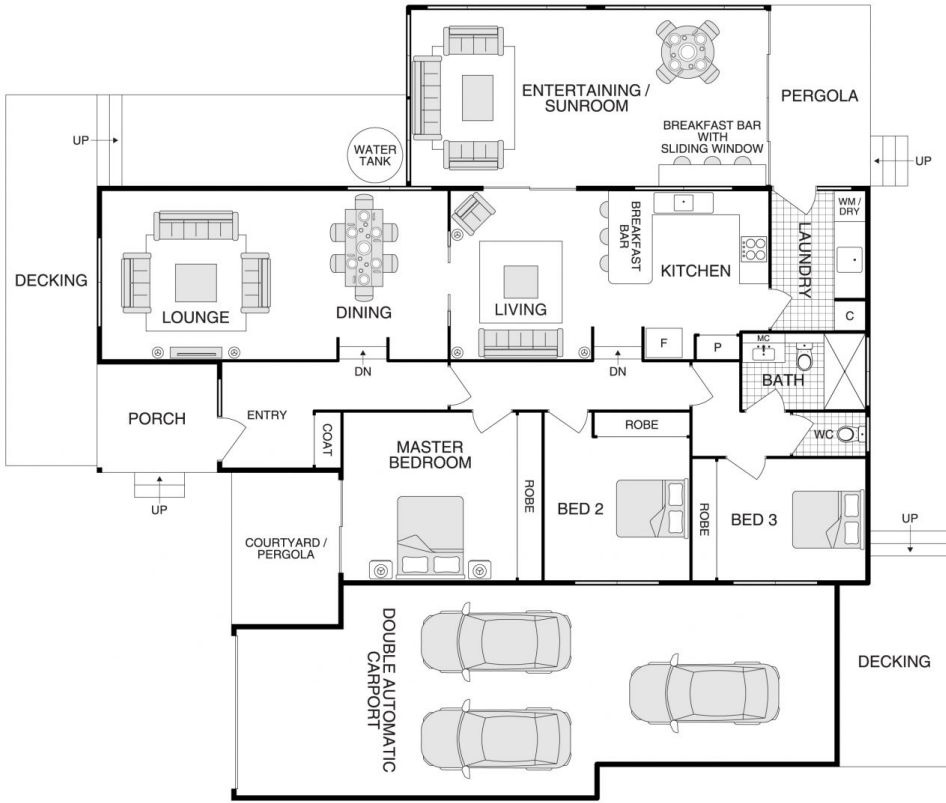 ENTERTAINING /
SUNROOM
PERGOLA
BREAKFAST BAR
WITH
SLIDING WINDOW
UP
WATER
TANK
UP
WM /
DRY
BREAKFAST
BAR
LAUNDRY
DECKING
KITCHEN
LOUNGE
DINING
LIVING
C
F
P
MC
DN
DN
BATH
PORCH
ENTRY
COAT
MASTER
BEDROOM
ROBE
WC
ROBE
BED 2
ROBE
BED 3
UP
UP
COURTYARD /
PERGOLA
DOUBLE AUTOMATIC
CARPORT
DECKING